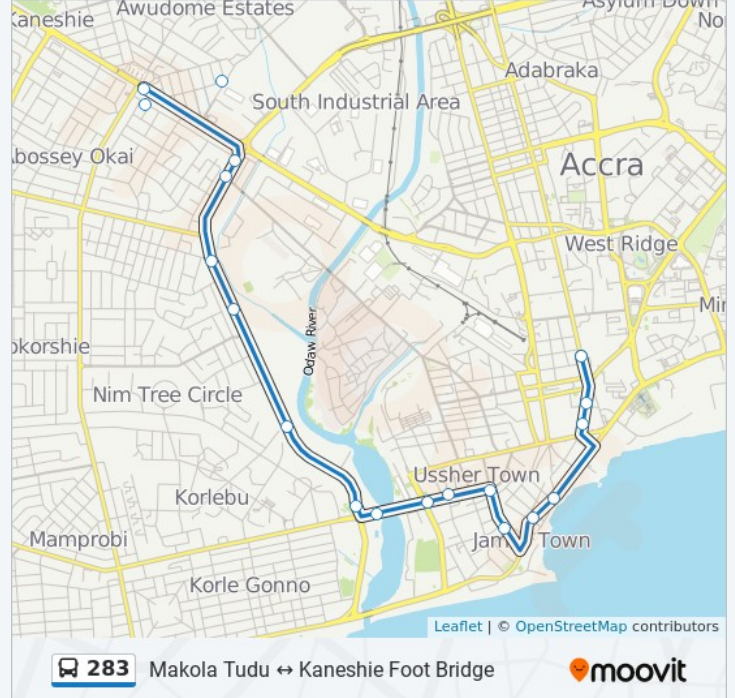 Awudome Estates
Asylum Down
Kaneshie
No
Adabraka
South Industrial Area
Abossey Okai
Accra
West Ridge
Min
Odaw River
okorshie
Nim Tree Circle
Ussher Town
Korlebu
Mamprobi
Town
Korle Gonno
Leaflet | © OpenStreetMap contributors
283 Makola Tudu ↔ Kaneshie Foot Bridge
moovit